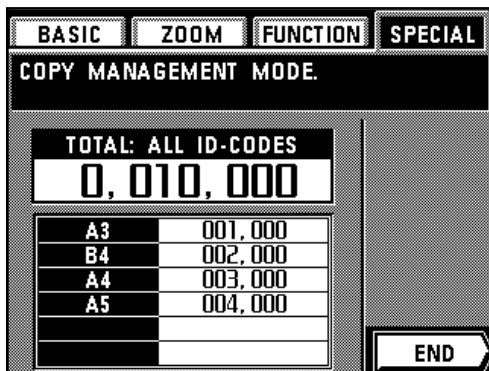 BASIC ZOOM FUNCTION SPECIAL
COPY MANAGEMENT MODE.
TOTAL: ALL ID-CODES
0,010,000
A3 001,000
B4 002,000
A4 003,000
A5 004,000
END